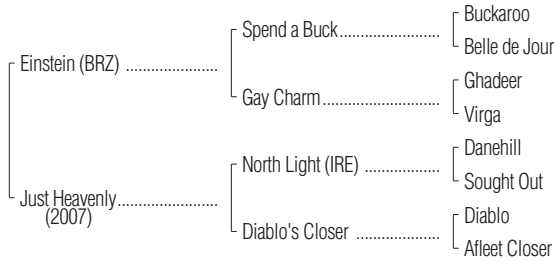 Buckaroo
Spend a Buck
Belle de Jour
Einstein (BRZ)
Ghadeer
Gay Charm
Virga
Danehill
North Light (IRE)
Sought Out
Just Heavenly
(2007)
Diablo
Diablo's Closer
Afleet Closer